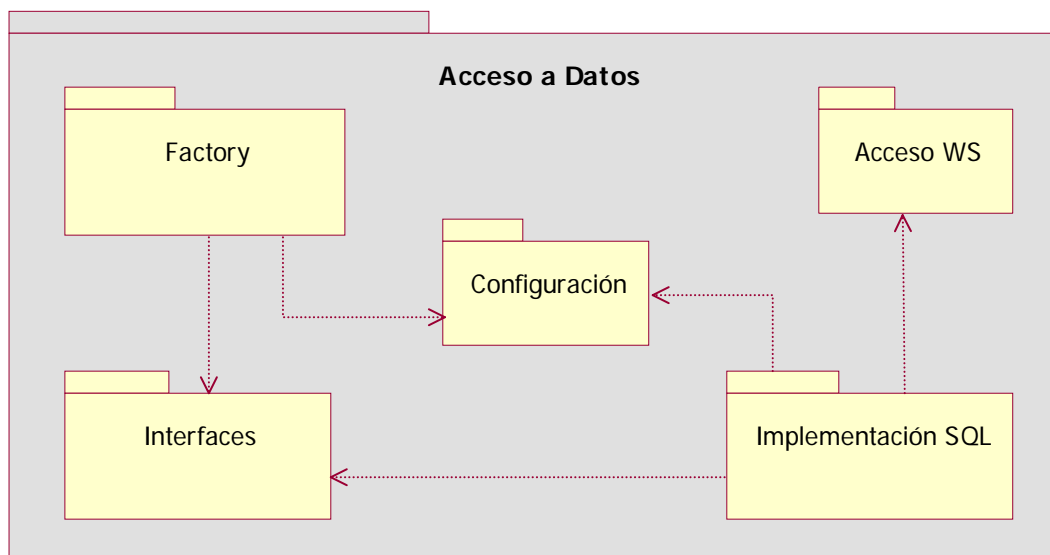 Acceso a Datos
Factory
Acceso WS
Configuración
Interfaces
Implementación SQL